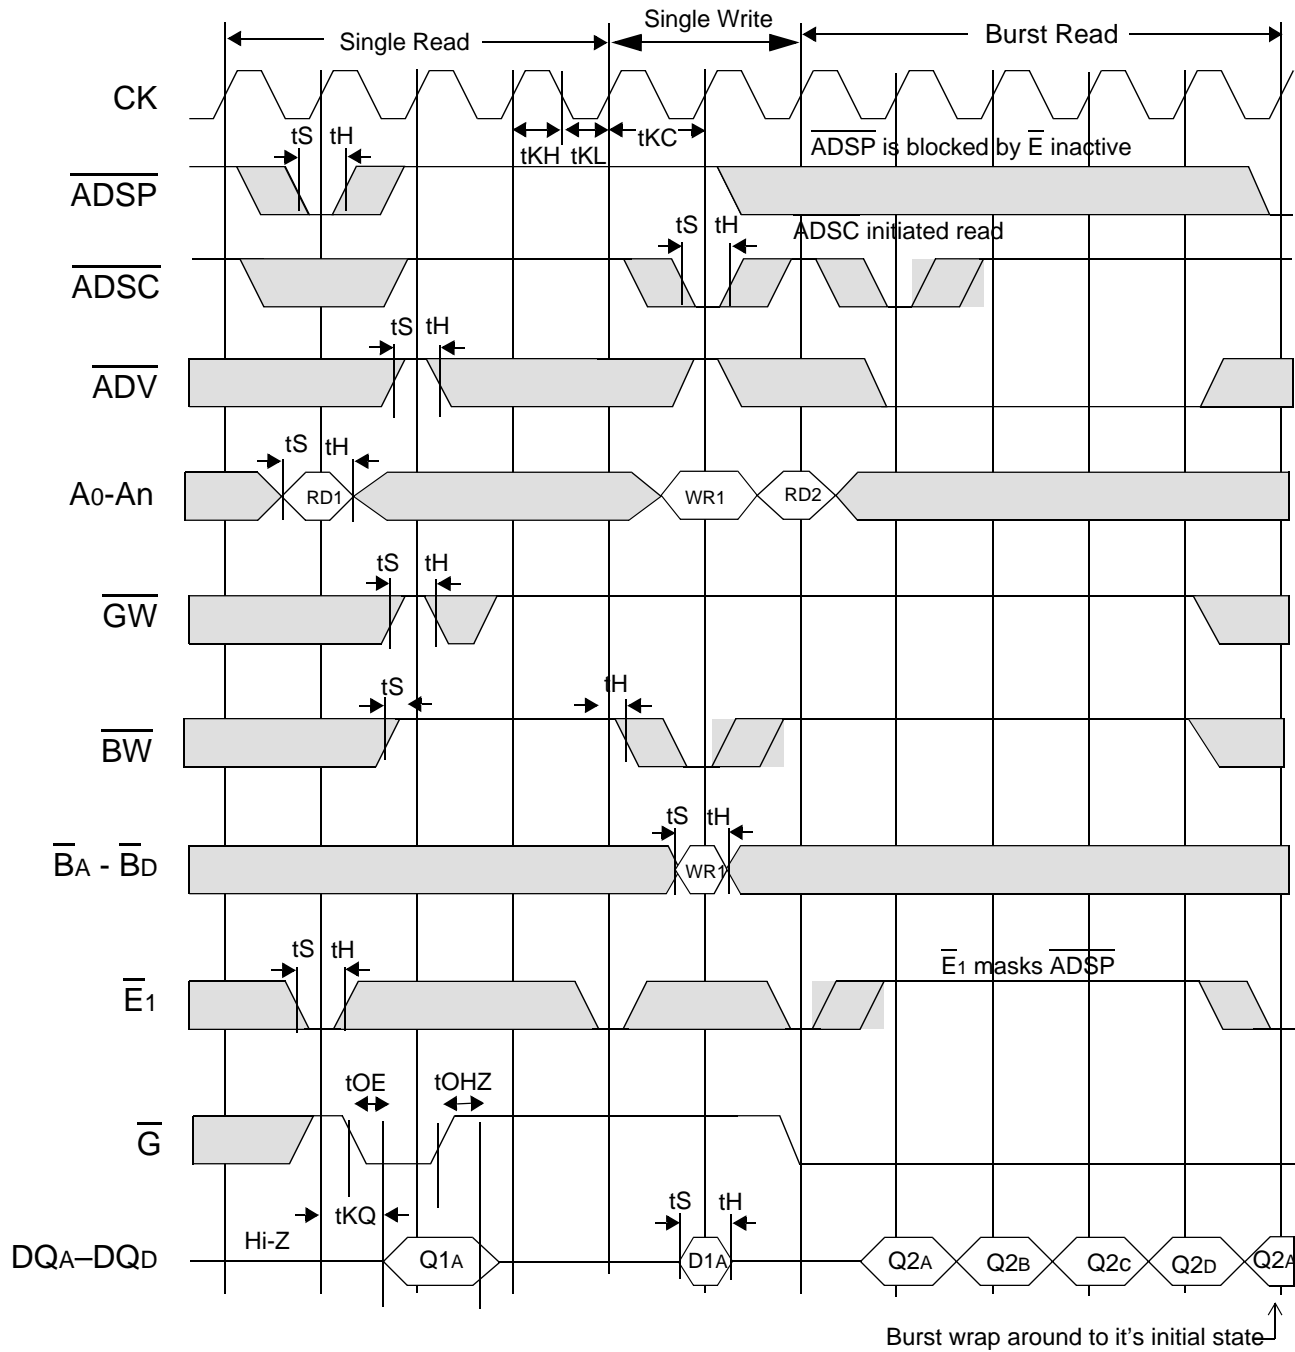 Single Read
Single Write
Burst Read
CK
tS
tH
tKH
tKL
tKC
ADSP is blocked by E inactive
ADSP
ADSC initiated read
tS
tH
ADSC
tS
tH
ADV
tS
tH
A0-An
RD1
WR1
RD2
tS
tH
GW
tS
tH
BW
tS
tH
BA - BD
WR1
tS
tH
E1 masks ADSP
E1
tOE
tOHZ
G
tKQ
tS
tH
Hi-Z
DQA–DQD
Q1A
D1A
Q2A
Q2B
Q2C
Q2D
Q2A
Burst wrap around to it's initial state